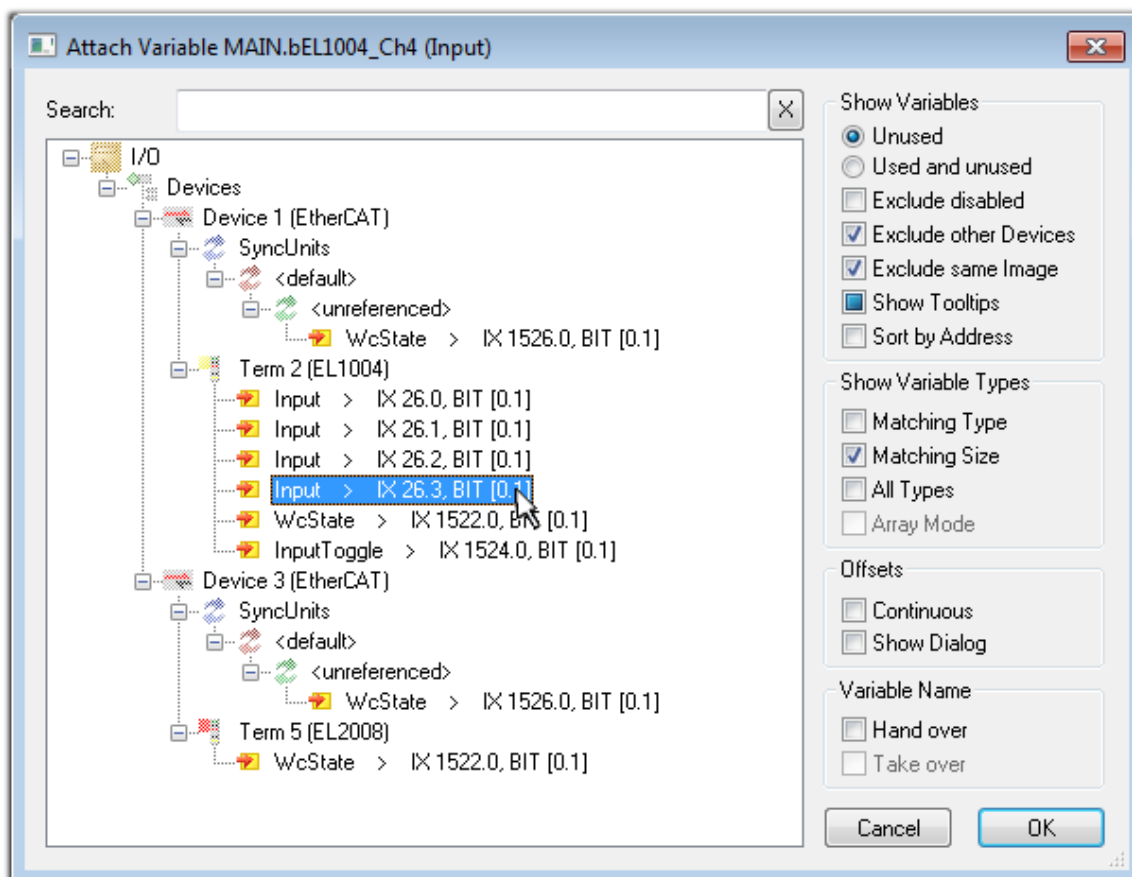 Attach Variable MAIN.bEL1004_Ch4 (Input)
Search:
X
I/O
Devices
Device 1 (EtherCAT)
SyncUnits
<default>
<unreferenced>
WcState > IX 1526.0, BIT [0.1]
Term 2 (EL1004)
Input > IX 26.0, BIT [0.1]
Input > IX 26.1, BIT [0.1]
Input > IX 26.2, BIT [0.1]
Input > IX 26.3, BIT [0.1]
WcState > IX 1522.0, BIT [0.1]
InputToggle > IX 1524.0, BIT [0.1]
Device 3 (EtherCAT)
SyncUnits
<default>
<unreferenced>
WcState > IX 1526.0, BIT [0.1]
Term 5 (EL2008)
WcState > IX 1522.0, BIT [0.1]
Show Variables
Unused
Used and unused
Exclude disabled
Exclude other Devices
Exclude same Image
Show Tooltips
Sort by Address
Show Variable Types
Matching Type
Matching Size
All Types
Array Mode
Offsets
Continuous
Show Dialog
Variable Name
Hand over
Take over
Cancel
OK